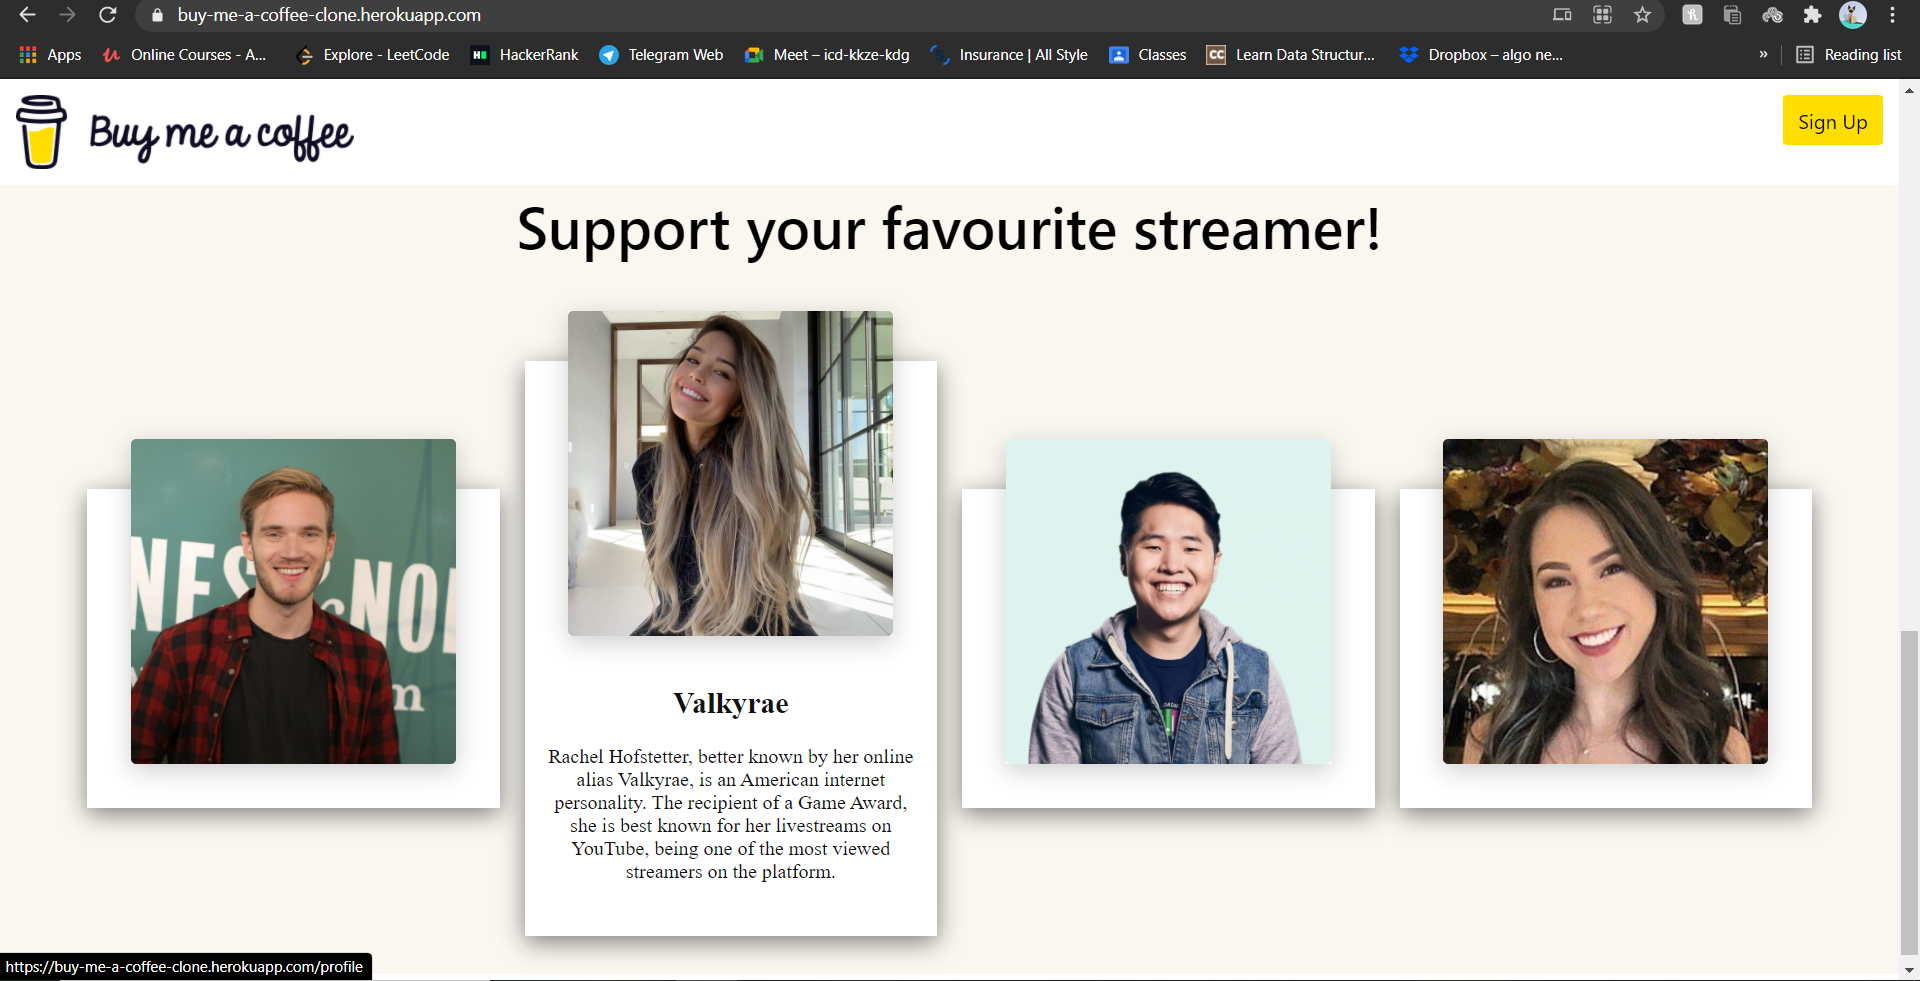 buy-me-a-coffee-clone.herokuapp.com
Apps
Online Courses - A...
Explore - LeetCode
HackerRank
Telegram Web
Meet – icd-kkze-kdg
Insurance | All Style
Classes
CC
Learn Data Structur...
Dropbox – algo ne...
»
Reading list
Buy me a coffee
Sign Up
Support your favourite streamer!
NES & NOB
m
Valkyrae
Rachel Hofstetter, better known by her online
alias Valkyrae, is an American internet
personality. The recipient of a Game Award,
she is best known for her livestreams on
YouTube, being one of the most viewed
streamers on the platform.
https://buy-me-a-coffee-clone.herokuapp.com/profile